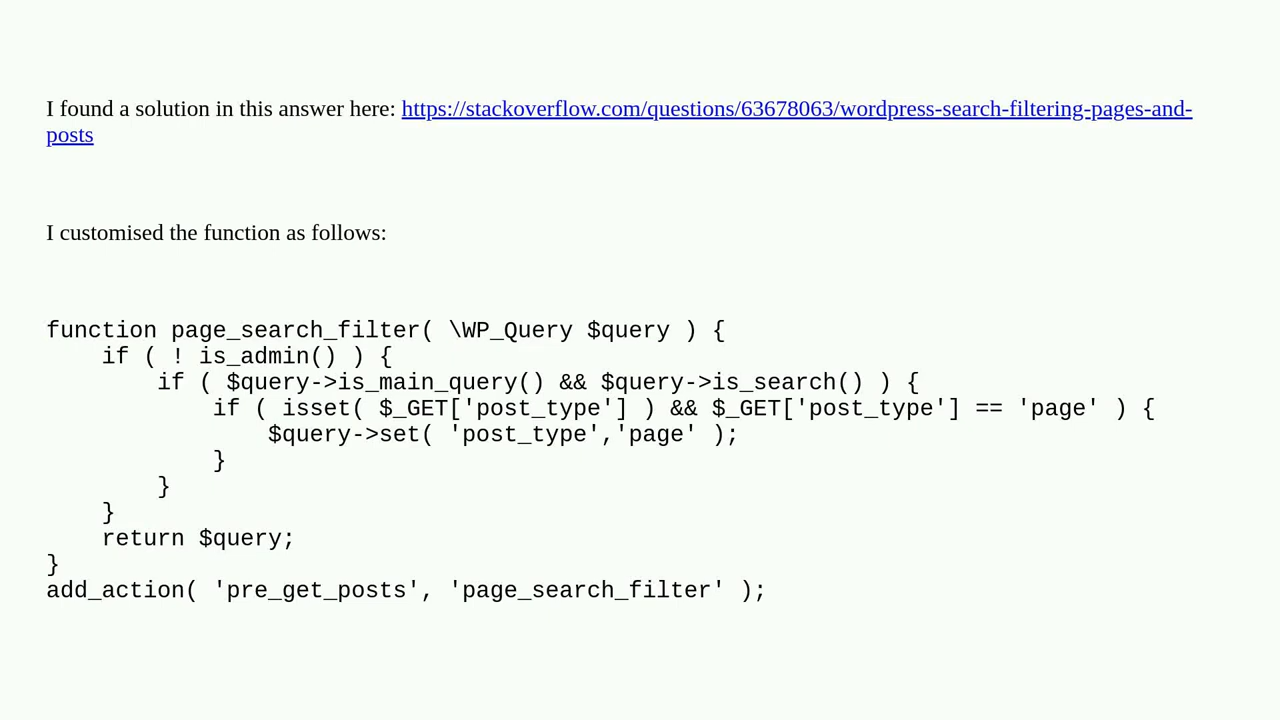 I found a solution in this answer here: https://stackoverflow.com/questions/63678063/wordpress-search-filtering-pages-and-
posts
I customised the function as follows:
function page_search_filter( \WP_Query $query ) {
    if ( ! is_admin() ) {
        if ( $query->is_main_query() && $query->is_search() ) {
            if ( isset( $_GET['post_type'] ) && $_GET['post_type'] == 'page' ) {
                $query->set( 'post_type','page' );
            }
        }
    }
    return $query;
}
add_action( 'pre_get_posts', 'page_search_filter' );